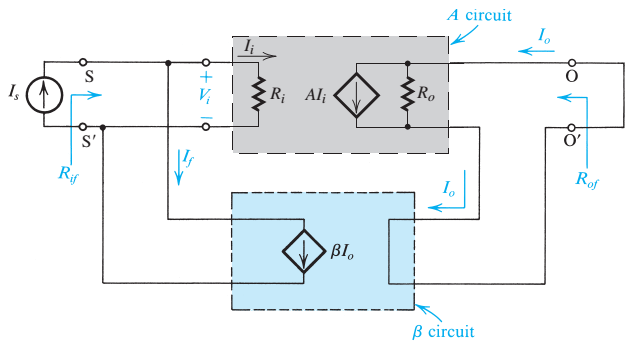 A circuit
I_o
I_i
S
O
I_s
+
V_i
−
R_i
AI_i
R_o
S′
O′
R_if
I_f
I_o
R_of
βI_o
β circuit